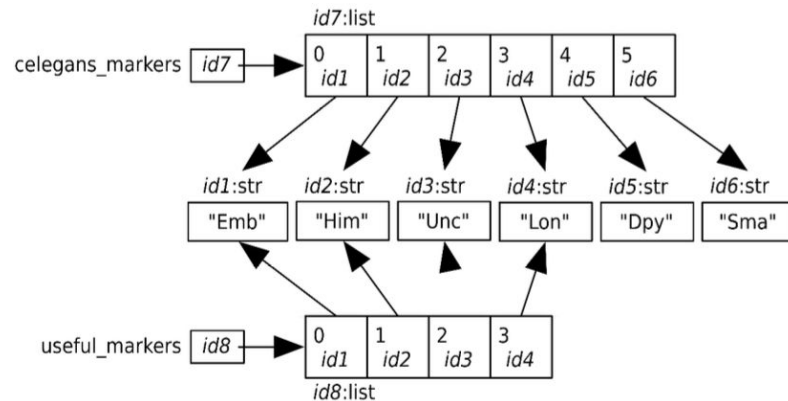 id7:list
celegans_markers id7 0 1 2 3 4 5
id1 id2 id3 id4 id5 id6
id1:str id2:str id3:str id4:str id5:str id6:str
"Emb" "Him" "Unc" "Lon" "Dpy" "Sma"
useful_markers id8 0 1 2 3
id1 id2 id3 id4
id8:list